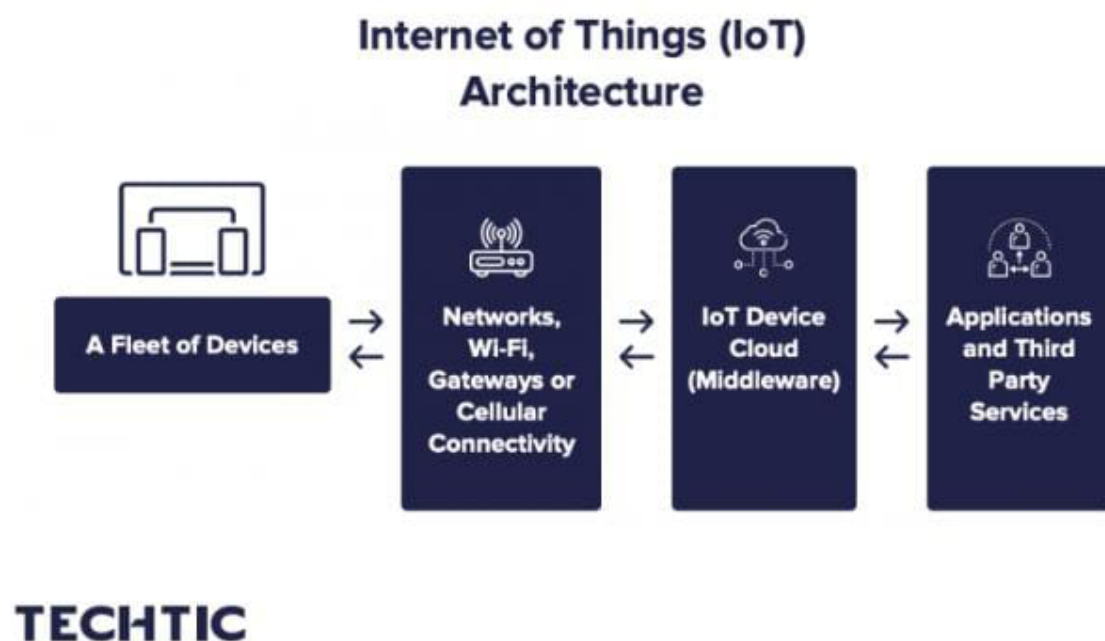 Internet of Things (IoT)
Architecture
A Fleet of Devices
Networks,
Wi-Fi,
Gateways or
Cellular
Connectivity
IoT Device
Cloud
(Middleware)
Applications
and Third
Party
Services
TECHTIC